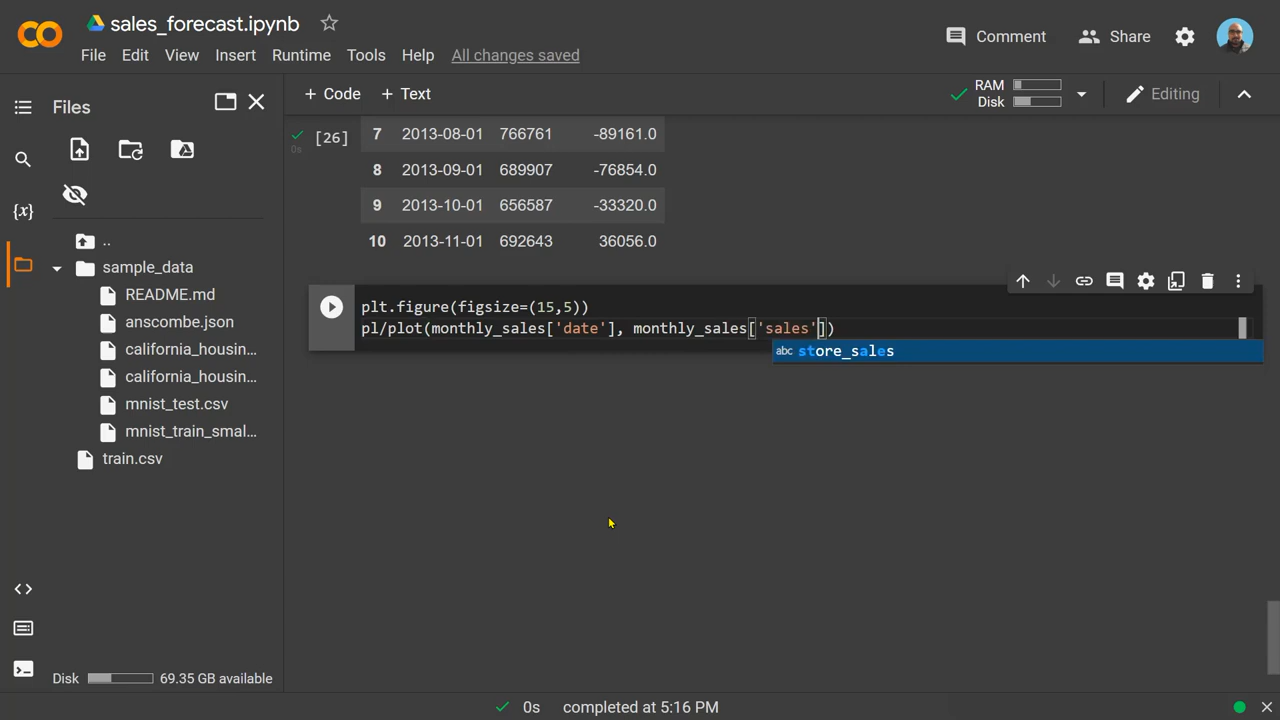 sales_forecast.ipynb
File Edit View Insert Runtime Tools Help All changes saved
Comment Share
RAM
Disk
Editing
Files
+ Code + Text
[26]
0s
7 2013-08-01 766761 -89161.0
8 2013-09-01 689907 -76854.0
9 2013-10-01 656587 -33320.0
10 2013-11-01 692643 36056.0
{x}
..
sample_data
README.md
anscombe.json
california_housin...
california_housin...
mnist_test.csv
mnist_train_smal...
train.csv
plt.figure(figsize=(15,5))
pl/plot(monthly_sales['date'], monthly_sales['sales'])
abc store_sales
Disk 69.35 GB available
0s completed at 5:16 PM